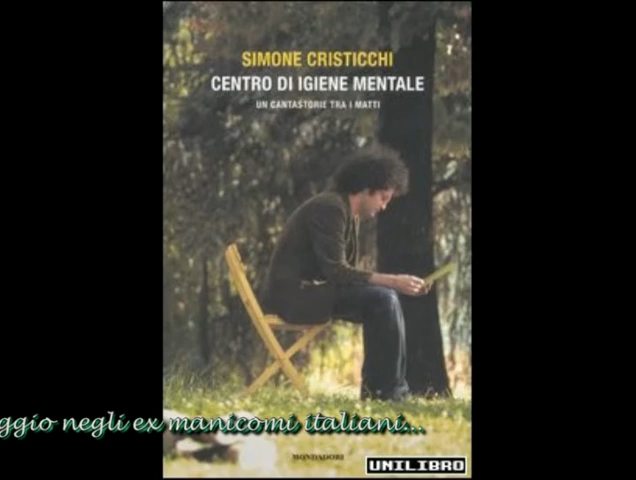 SIMONE CRISTICCHI
CENTRO DI IGIENE MENTALE
UN CANTASTORIE TRA I MATTI
ggio negli ex manicomi italiani...
MONDADORI
UNILIBRO